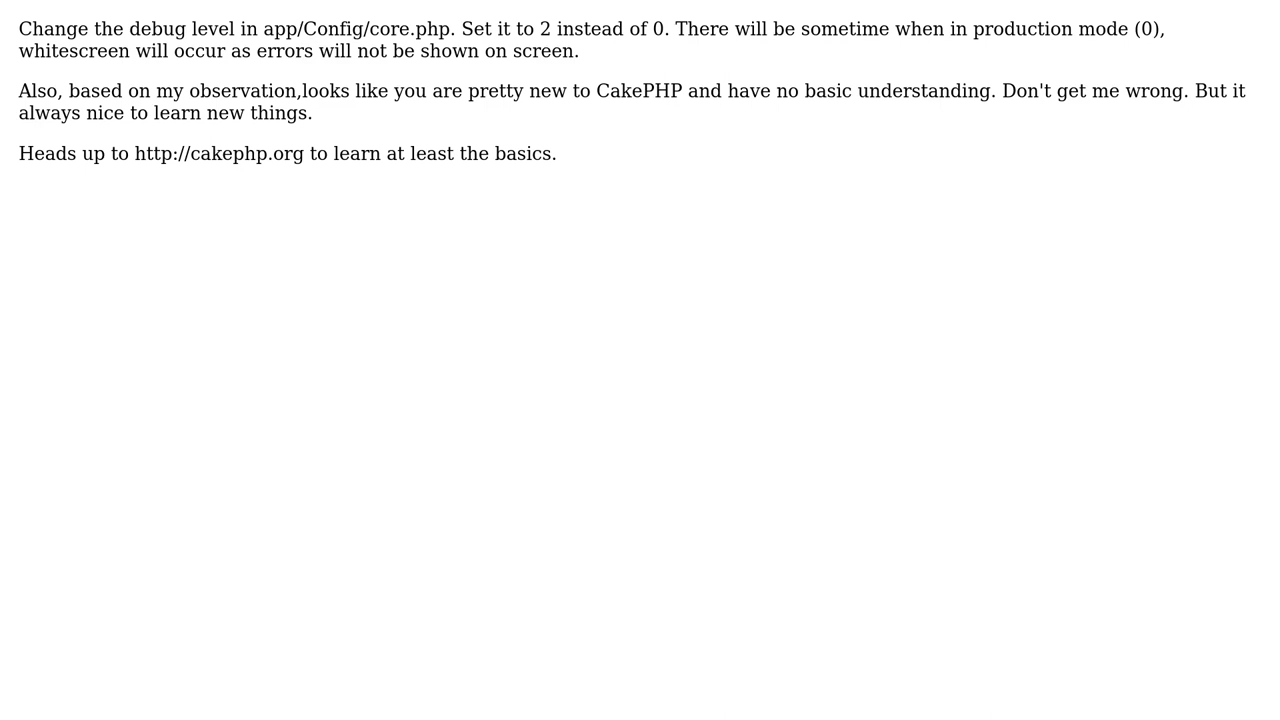 Change the debug level in app/Config/core.php. Set it to 2 instead of 0. There will be sometime when in production mode (0),
whitescreen will occur as errors will not be shown on screen.
Also, based on my observation,looks like you are pretty new to CakePHP and have no basic understanding. Don't get me wrong. But it
always nice to learn new things.
Heads up to http://cakephp.org to learn at least the basics.